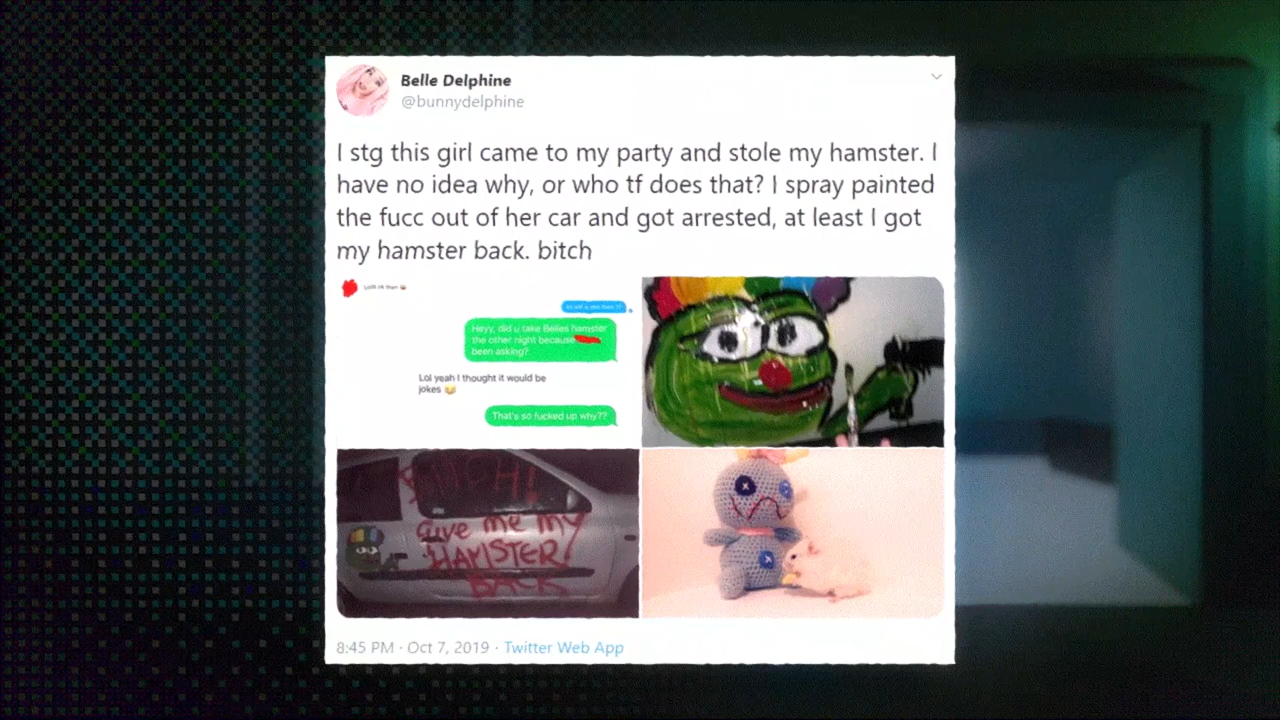 Belle Delphine
@bunnydelphine
I stg this girl came to my party and stole my hamster. I
have no idea why, or who tf does that? I spray painted
the fucc out of her car and got arrested, at least I got
my hamster back. bitch
Heyy, did u take Belles hamster
the other night because
been asking?
Lol yeah I thought it would be
jokes 😂
That's so fucked up why??
BITCH!
Give me my
HAMSTER
BACK
8:45 PM · Oct 7, 2019 · Twitter Web App